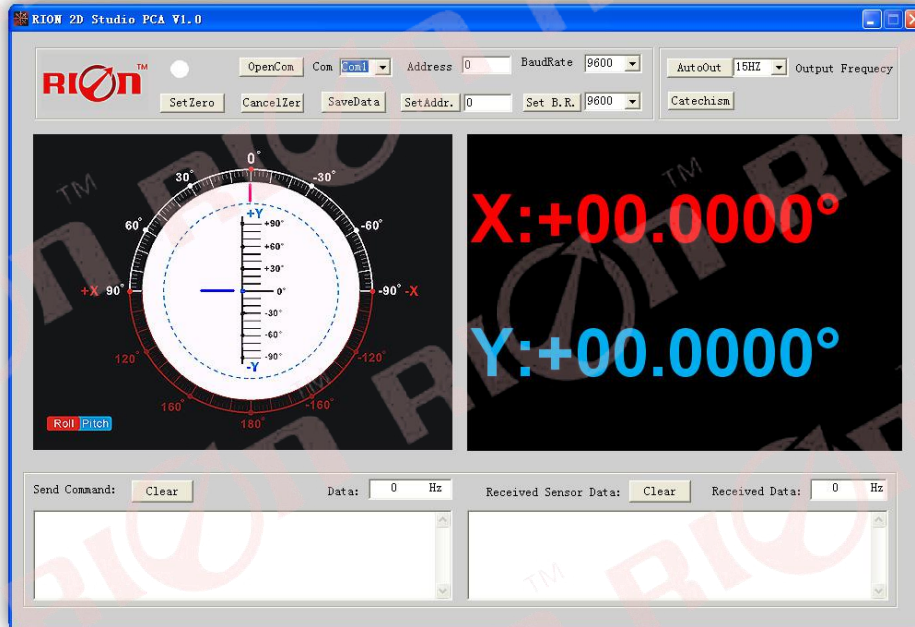 RION 2D Studio PCA V1.0
RION™
OpenCom Com Com1 Address 0 BaudRate 9600
SetZero CancelZer SaveData SetAddr. 0 Set B.R. 9600
AutoOut 15HZ Output Frequecy
Catechism
0°
30° -30°
60° -60°
+X 90° -90° -X
120° -120°
160° -160°
180°
+Y
+90°
+60°
+30°
0°
-30°
-60°
-90°
-Y
Roll Pitch
X:+00.0000°
Y:+00.0000°
Send Command: Clear Data: 0 Hz
Received Sensor Data: Clear Received Data: 0 Hz
RION™